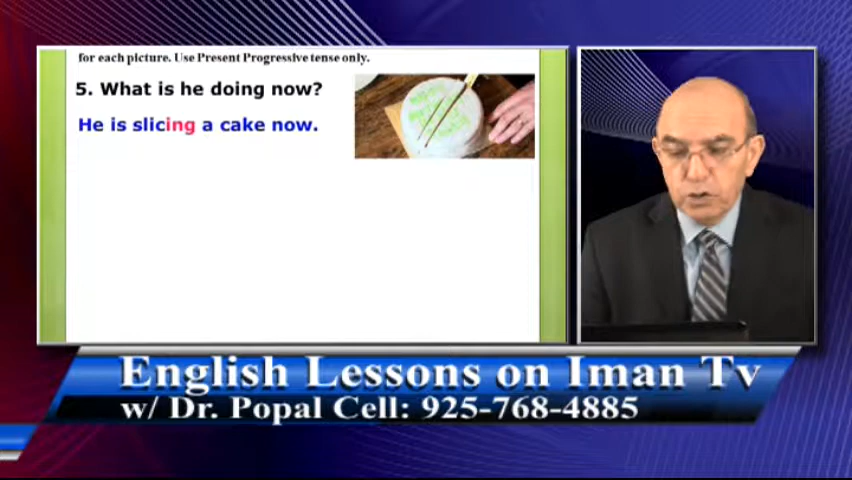 for each picture. Use Present Progressive tense only.
5. What is he doing now?
He is slicing a cake now.
English Lessons on Iman Tv
w/ Dr. Popal Cell: 925-768-4885